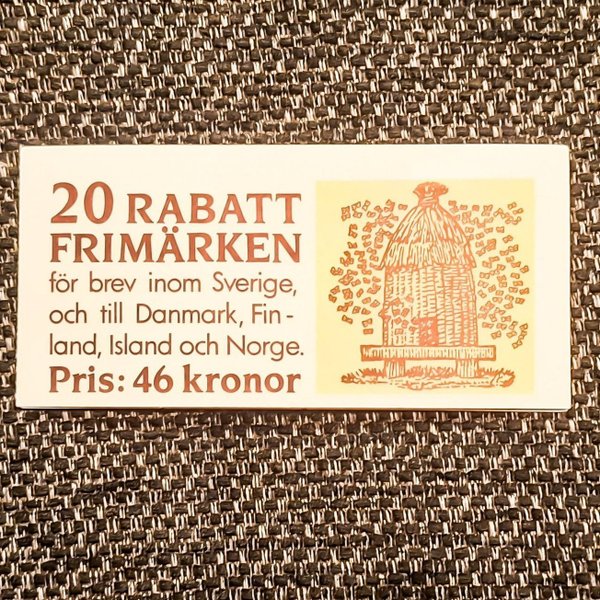 20 RABATT
FRIMÄRKEN
för brev inom Sverige,
och till Danmark, Fin-
land, Island och Norge.
Pris: 46 kronor